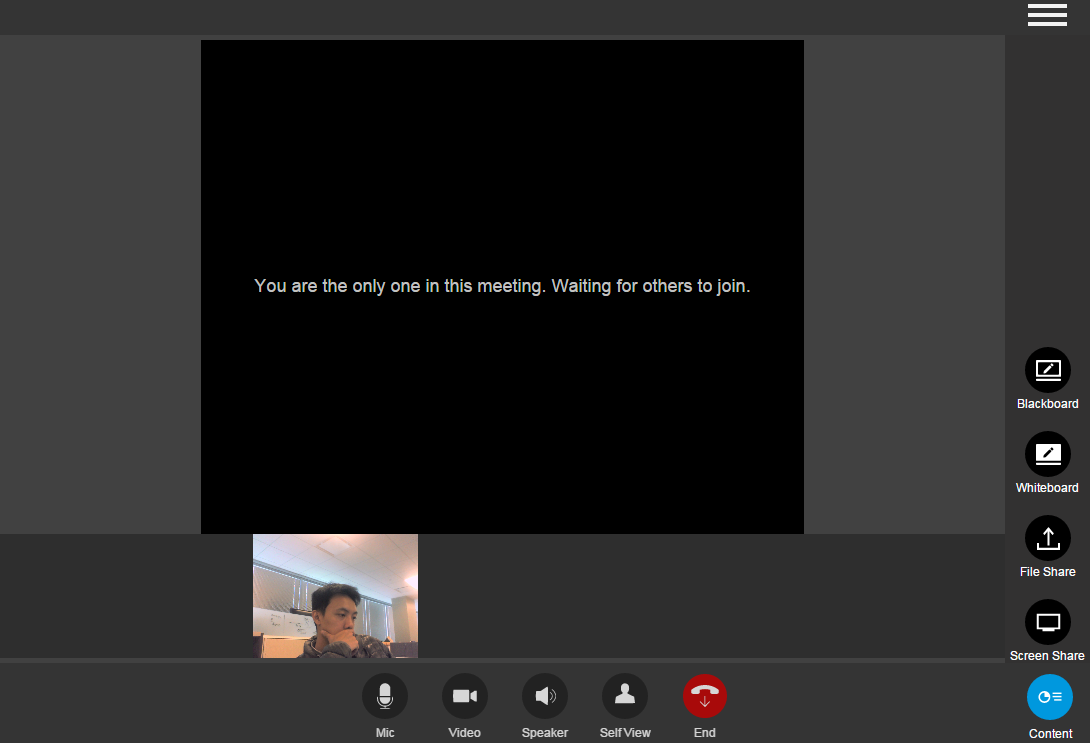 You are the only one in this meeting. Waiting for others to join.
Blackboard
Whiteboard
File Share
Screen Share
Mic
Video
Speaker
Self View
End
Content